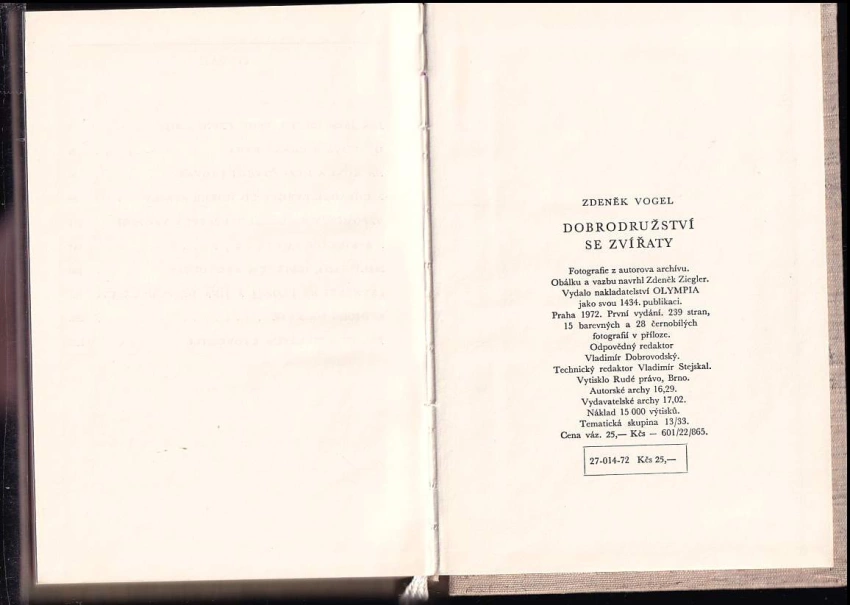 ZDENĚK VOGEL
DOBRODRUŽSTVÍ
SE ZVÍŘATY
Fotografie z autorova archívu.
Obálku a vazbu navrhl Zdeněk Ziegler.
Vydalo nakladatelství OLYMPIA
jako svou 1434. publikaci.
Praha 1972. První vydání. 239 stran,
15 barevných a 28 černobílých
fotografií v příloze.
Odpovědný redaktor
Vladimír Dobrovodský.
Technický redaktor Vladimír Stejskal.
Vytisklo Rudé právo, Brno.
Autorské archy 16,29.
Vydavatelské archy 17,02.
Náklad 15 000 výtisků.
Tematická skupina 13/33.
Cena váz. 25,— Kčs — 601/22/865.
27-014-72 Kčs 25,—